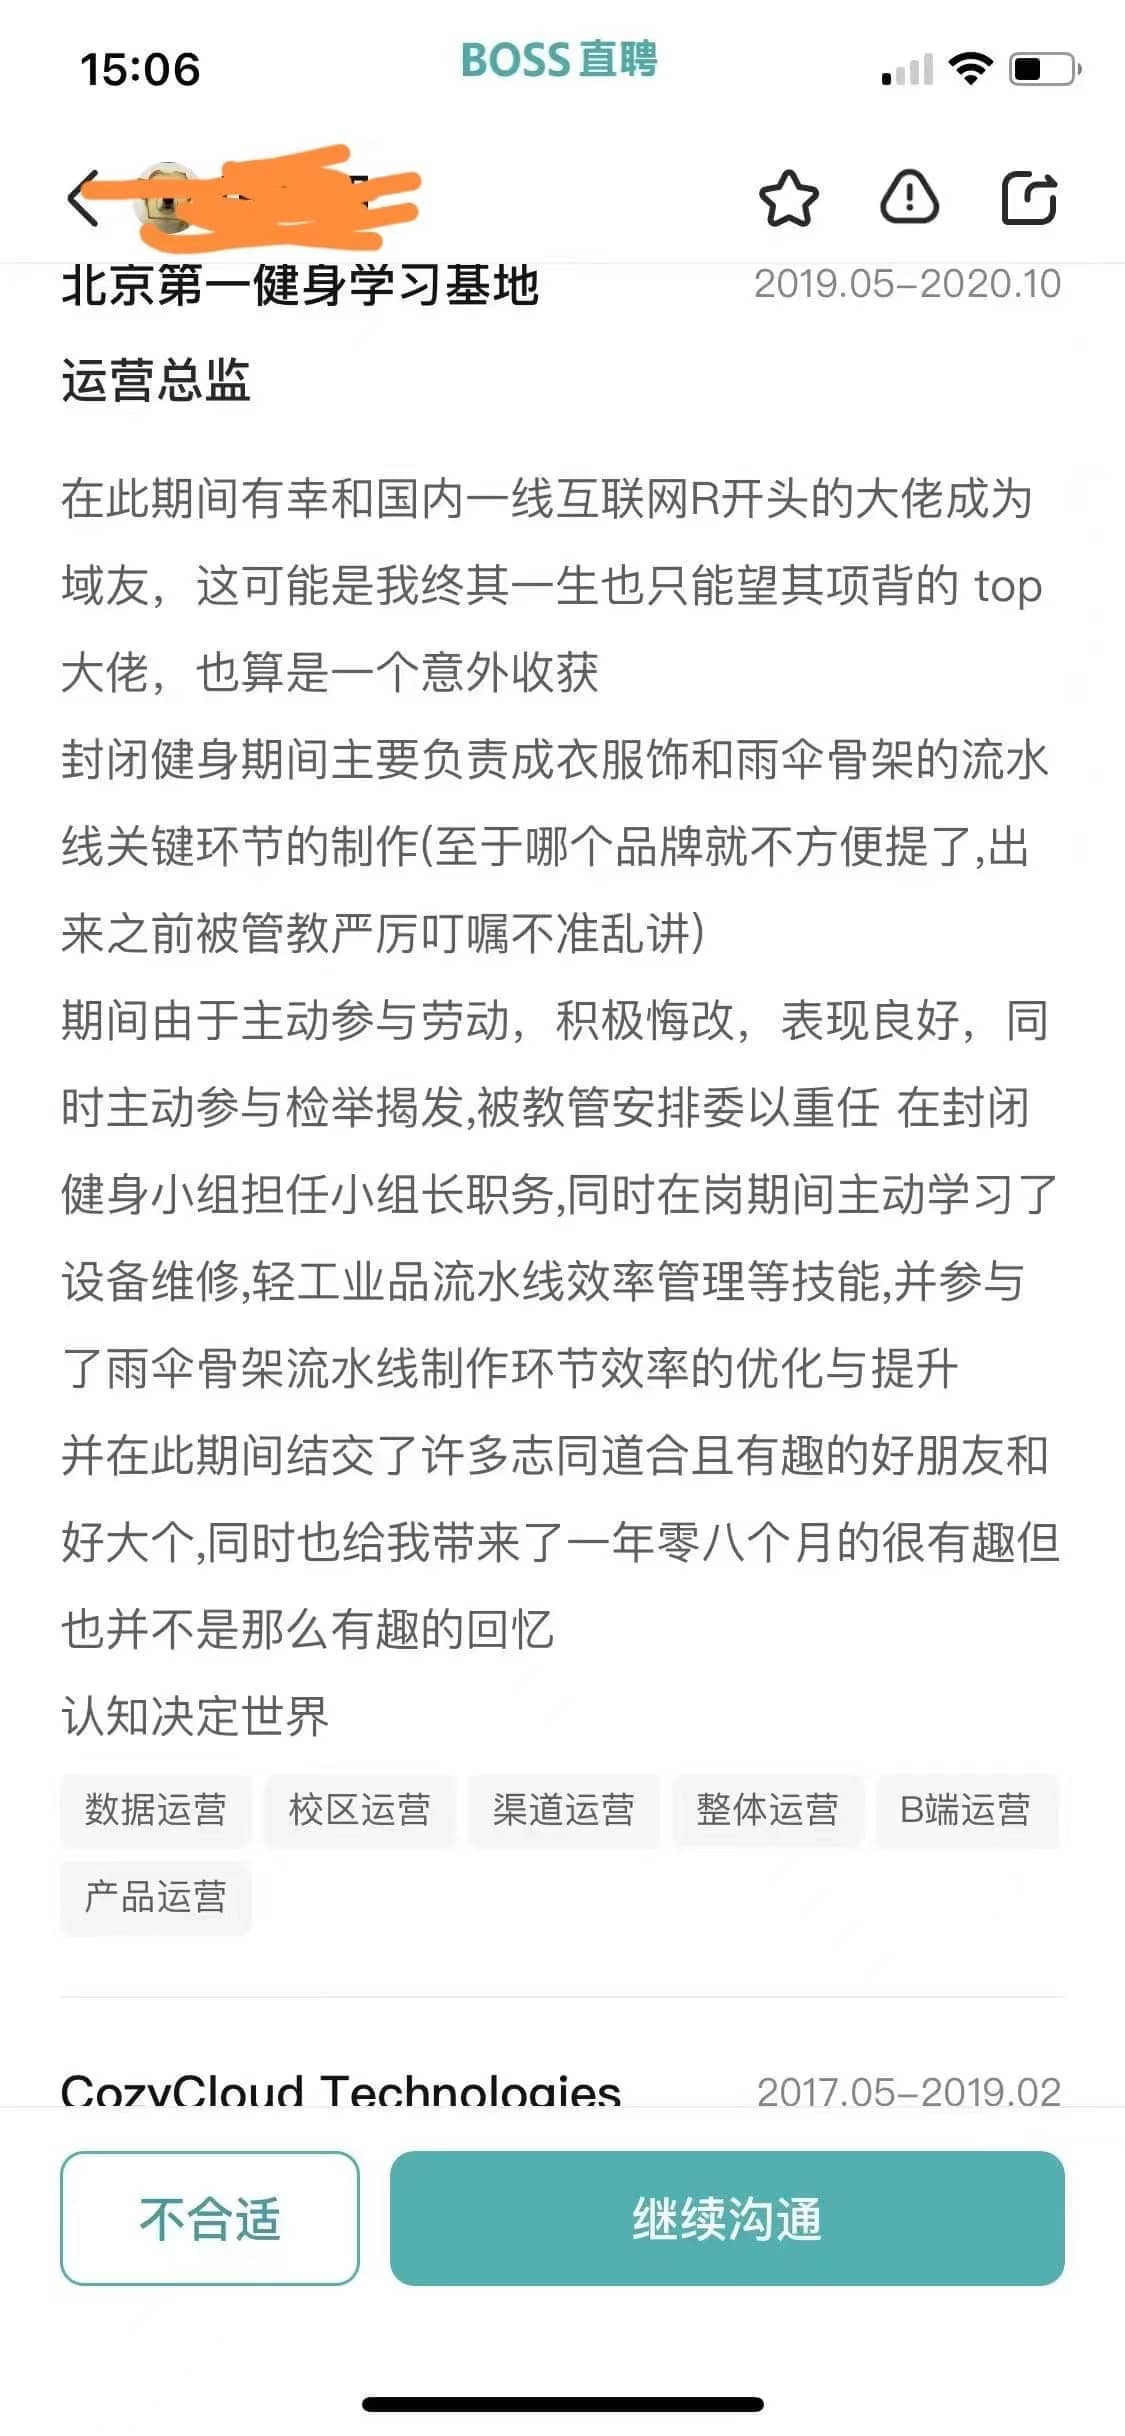 15:06
BOSS直聘
北京第一健身学习基地
2019.05-2020.10
运营总监
在此期间有幸和国内一线互联网R开头的大佬成为
域友，这可能是我终其一生也只能望其项背的 top
大佬，也算是一个意外收获
封闭健身期间主要负责成衣服饰和雨伞骨架的流水
线关键环节的制作(至于哪个品牌就不方便提了,出
来之前被管教严厉叮嘱不准乱讲)
期间由于主动参与劳动，积极悔改，表现良好，同
时主动参与检举揭发,被教管安排委以重任 在封闭
健身小组担任小组长职务,同时在岗期间主动学习了
设备维修,轻工业品流水线效率管理等技能,并参与
了雨伞骨架流水线制作环节效率的优化与提升
并在此期间结交了许多志同道合且有趣的好朋友和
好大个,同时也给我带来了一年零八个月的很有趣但
也并不是那么有趣的回忆
认知决定世界
数据运营 校区运营 渠道运营 整体运营 B端运营
产品运营
CozyCloud Technologies
2017.05-2019.02
不合适 继续沟通